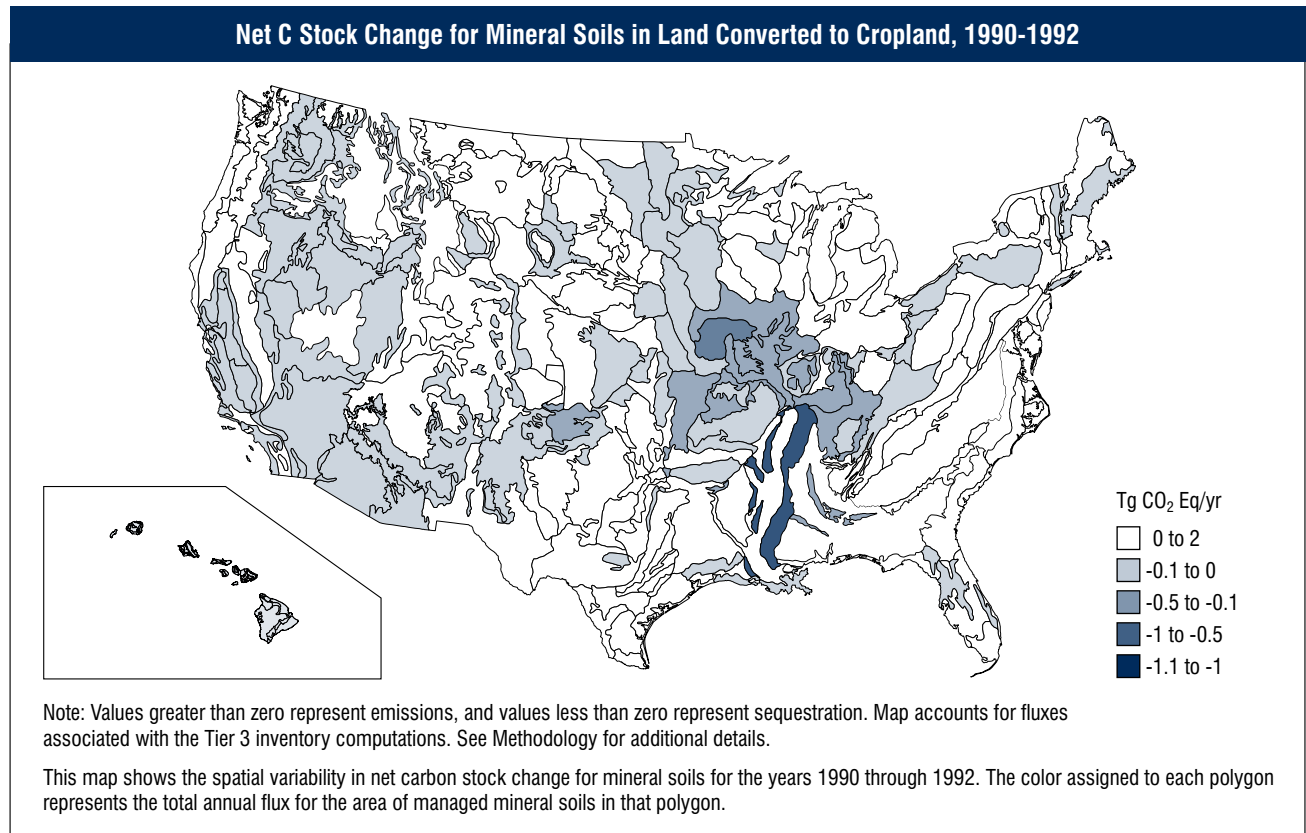 Net C Stock Change for Mineral Soils in Land Converted to Cropland, 1990-1992
Tg CO₂ Eq/yr
0 to 2
-0.1 to 0
-0.5 to -0.1
-1 to -0.5
-1.1 to -1
Note: Values greater than zero represent emissions, and values less than zero represent sequestration. Map accounts for fluxes
associated with the Tier 3 inventory computations. See Methodology for additional details.
This map shows the spatial variability in net carbon stock change for mineral soils for the years 1990 through 1992. The color assigned to each polygon
represents the total annual flux for the area of managed mineral soils in that polygon.